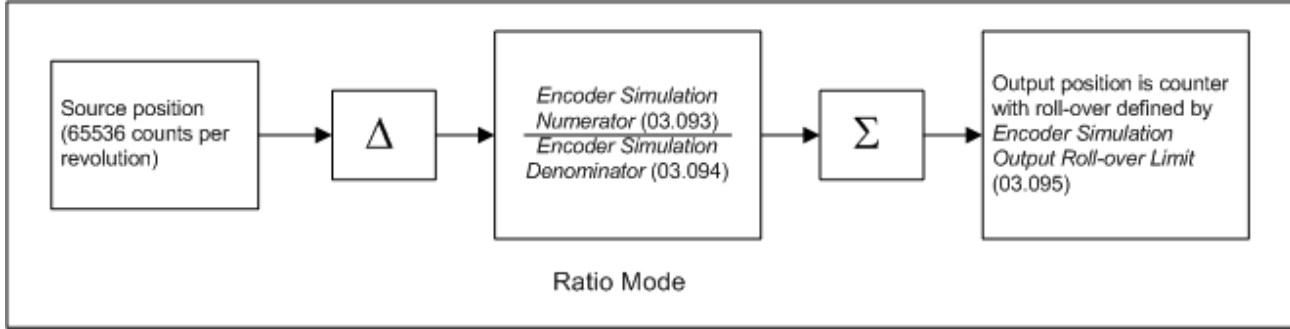 Source position
(65536 counts per
revolution)
Δ
Encoder Simulation
Numerator (03.093)
Encoder Simulation
Denominator (03.094)
Σ
Output position is counter
with roll-over defined by
Encoder Simulation
Output Roll-over Limit
(03.095)
Ratio Mode